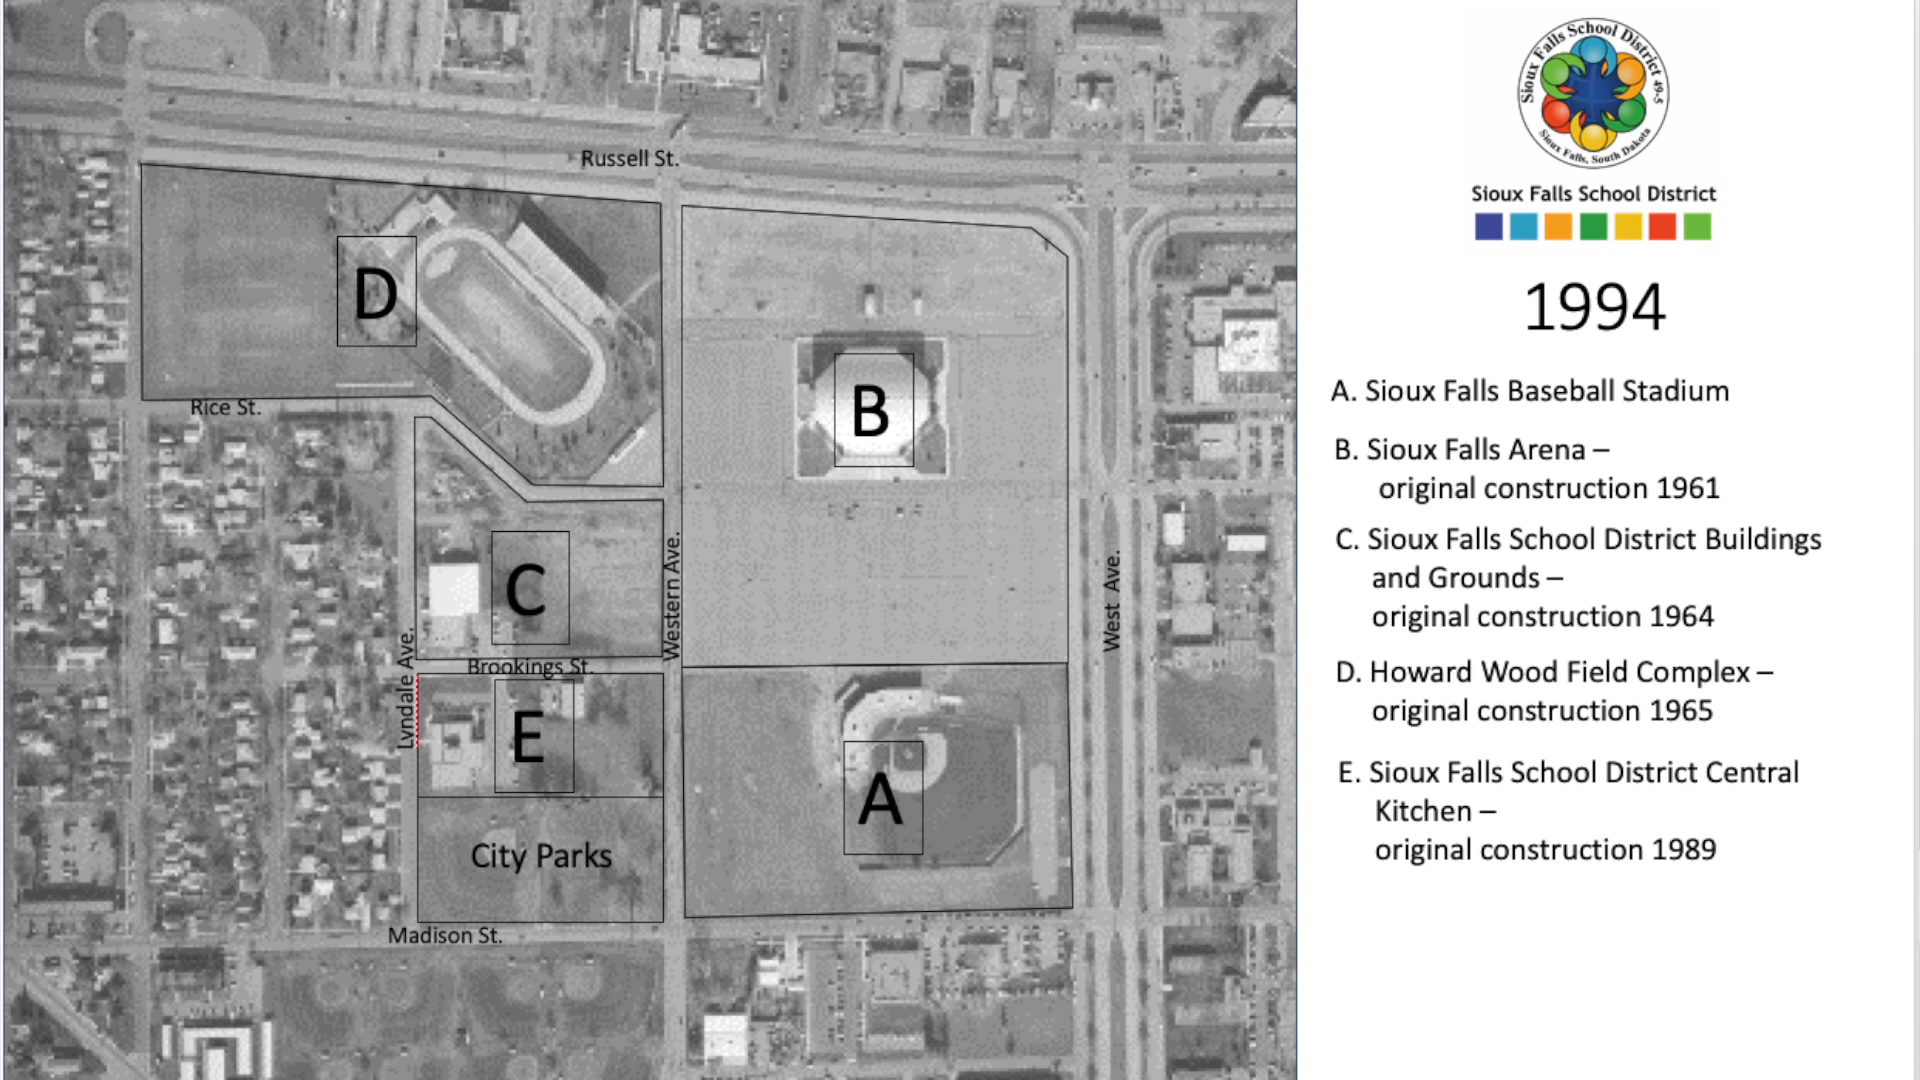 Russell St.
D
B
Rice St.
C
Western Ave.
West Ave.
Lyndale Ave.
Brookings St.
E
A
City Parks
Madison St.
Sioux Falls School District 49-5
Sioux Falls, South Dakota
Sioux Falls School District
1994
A. Sioux Falls Baseball Stadium
B. Sioux Falls Arena –
original construction 1961
C. Sioux Falls School District Buildings
and Grounds –
original construction 1964
D. Howard Wood Field Complex –
original construction 1965
E. Sioux Falls School District Central
Kitchen –
original construction 1989